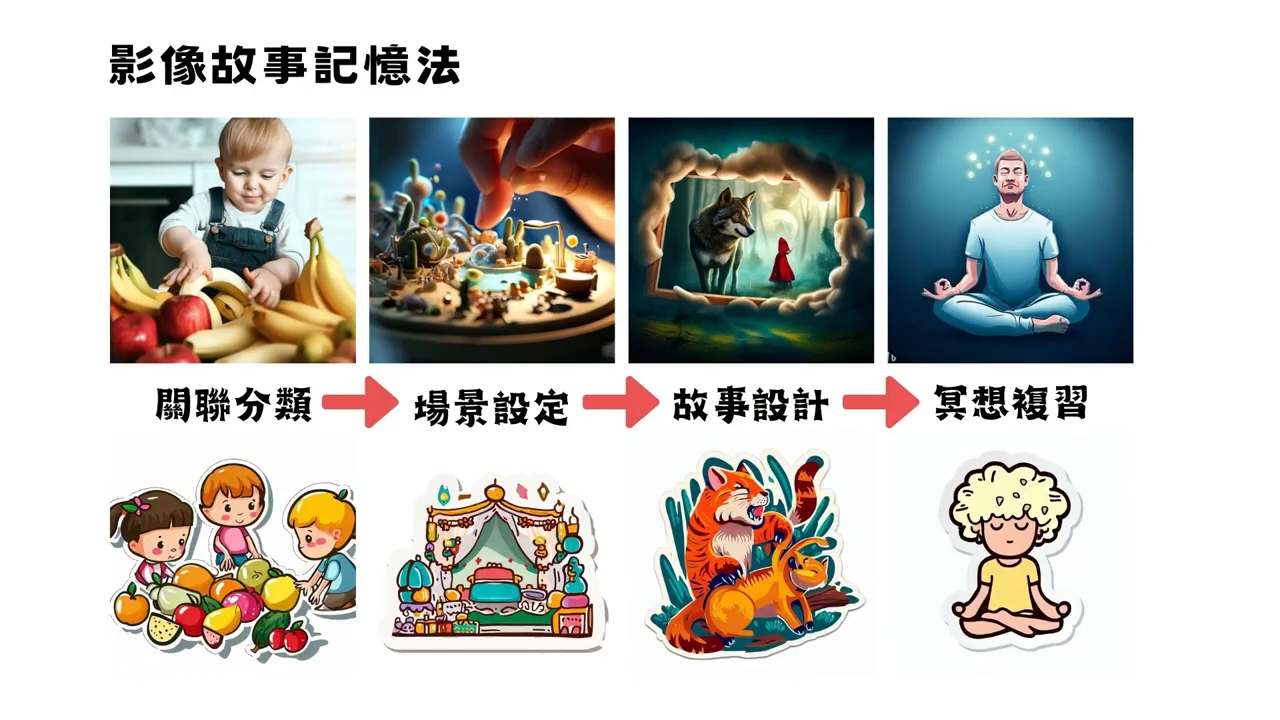 影像故事記憶法
關聯分類
場景設定
故事設計
冥想複習
b